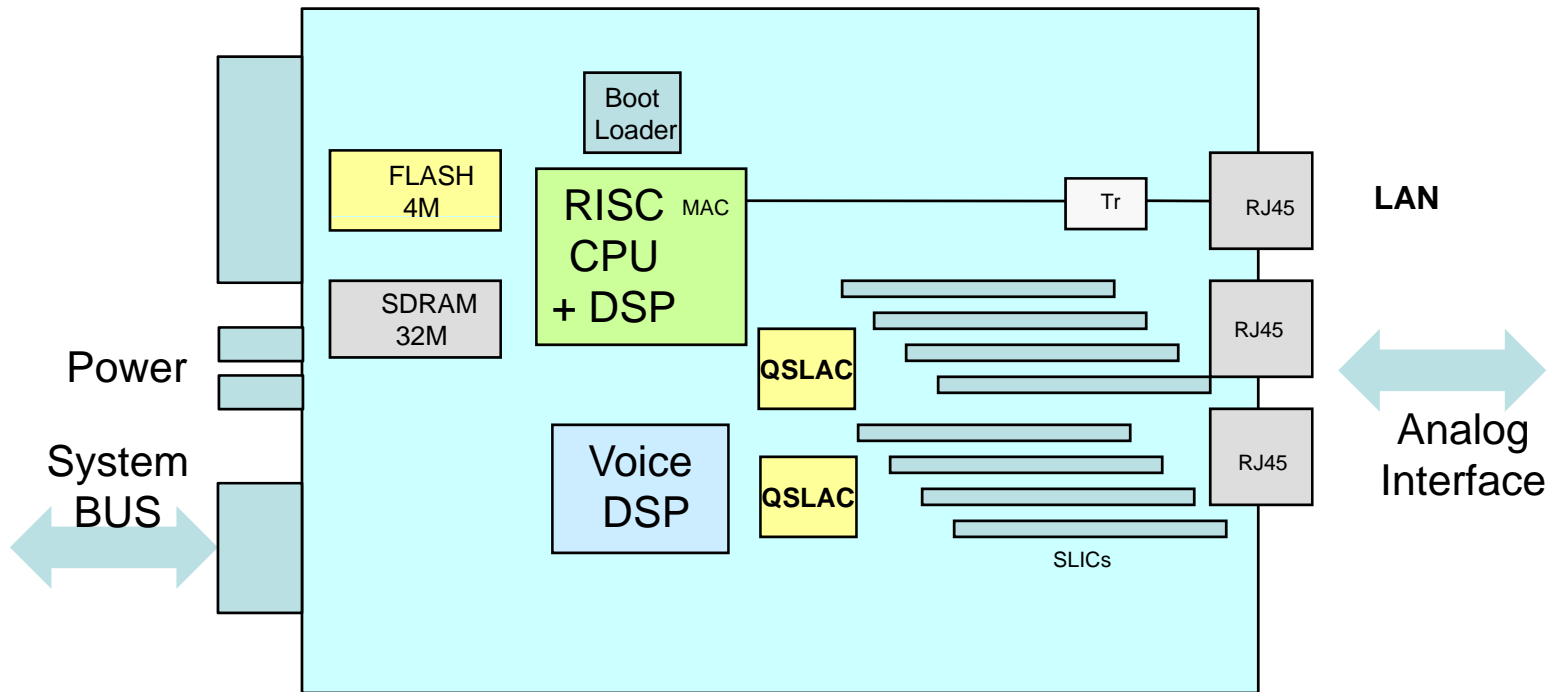 Boot
Loader
FLASH
4M
RISC
CPU
+ DSP
MAC
Tr
RJ45
LAN
SDRAM
32M
RJ45
Power
QSLAC
Analog
Interface
System
BUS
Voice
DSP
QSLAC
RJ45
SLICs